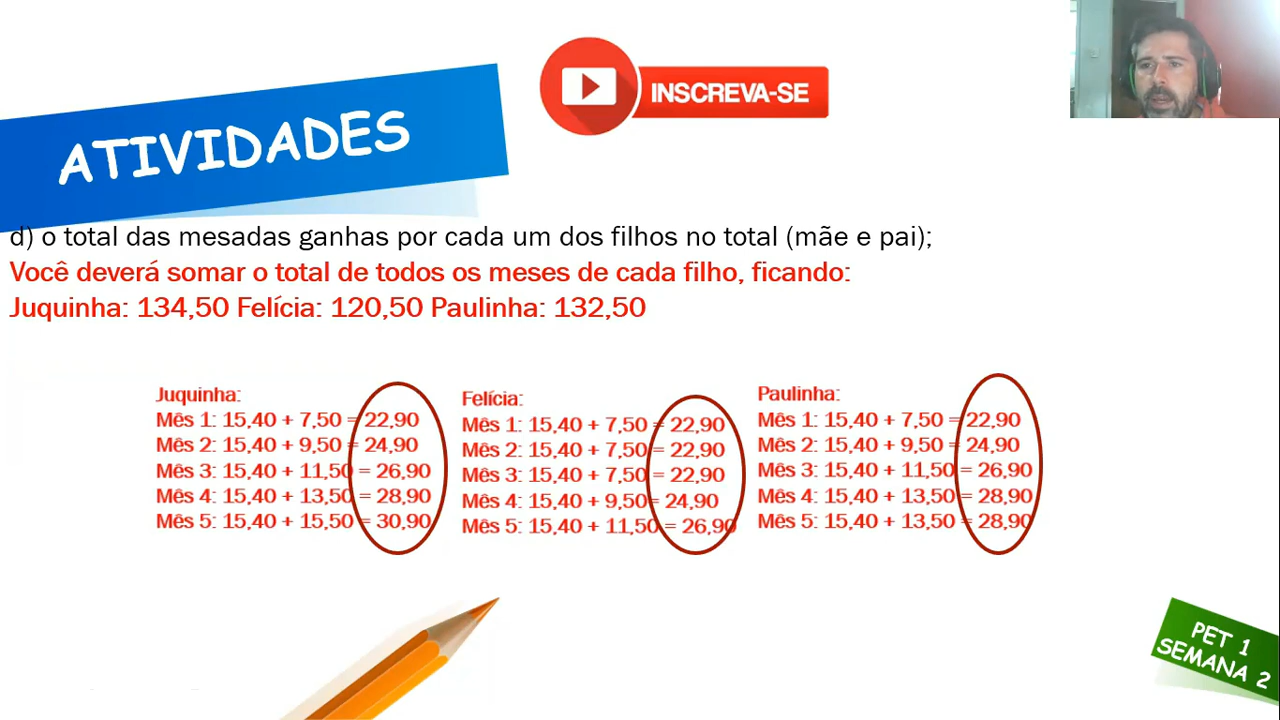 INSCREVA-SE
ATIVIDADES
d) o total das mesadas ganhas por cada um dos filhos no total (mãe e pai);
Você deverá somar o total de todos os meses de cada filho, ficando:
Juquinha: 134,50 Felícia: 120,50 Paulinha: 132,50
Juquinha:
Mês 1: 15,40 + 7,50 = 22,90
Mês 2: 15,40 + 9,50 = 24,90
Mês 3: 15,40 + 11,50 = 26,90
Mês 4: 15,40 + 13,50 = 28,90
Mês 5: 15,40 + 15,50 = 30,90
Felícia:
Mês 1: 15,40 + 7,50 = 22,90
Mês 2: 15,40 + 7,50 = 22,90
Mês 3: 15,40 + 7,50 = 22,90
Mês 4: 15,40 + 9,50= 24,90
Mês 5: 15,40 + 11,50 = 26,90
Paulinha:
Mês 1: 15,40 + 7,50 = 22,90
Mês 2: 15,40 + 9,50 = 24,90
Mês 3: 15,40 + 11,50 = 26,90
Mês 4: 15,40 + 13,50 = 28,90
Mês 5: 15,40 + 13,50 = 28,90
PET 1
SEMANA 2